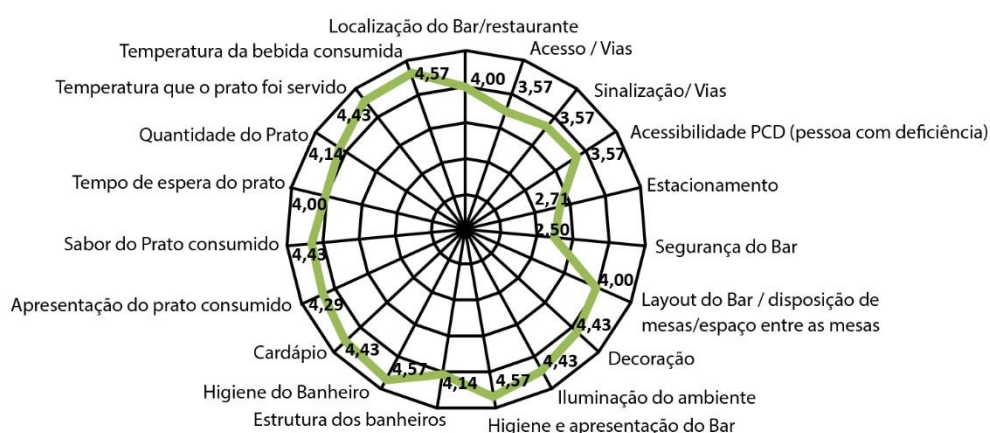 Localização do Bar/restaurante
4,00
Acesso / Vias
3,57
Sinalização/ Vias
3,57
Acessibilidade PCD (pessoa com deficiência)
3,57
Estacionamento
2,71
Segurança do Bar
2,50
Layout do Bar / disposição de
mesas/espaço entre as mesas
4,00
Decoração
4,43
Iluminação do ambiente
4,43
Higiene e apresentação do Bar
4,57
Estrutura dos banheiros
4,14
Higiene do Banheiro
4,57
Cardápio
4,43
Apresentação do prato consumido
4,29
Sabor do Prato consumido
4,43
Tempo de espera do prato
4,00
Quantidade do Prato
4,14
Temperatura que o prato foi servido
4,43
Temperatura da bebida consumida
4,57